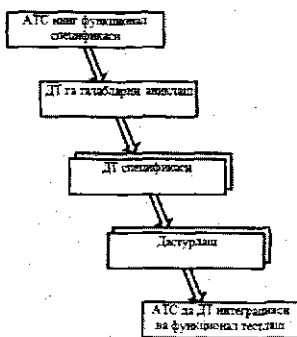 АТС нинг функционал
спецификаси
ДТ га талабларни аниклаш
ДТ спецификаси
Дастурлаш
АТС да ДТ интеграцияси
ва функционал тестлаш